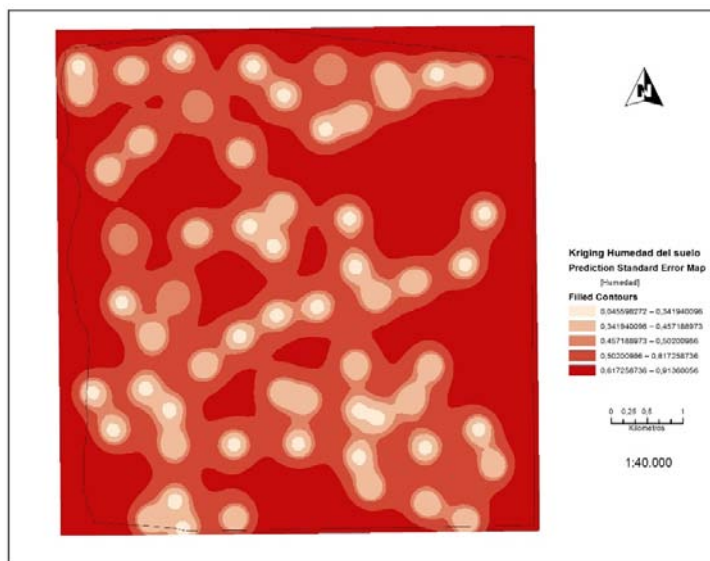 N
Kriging Humedad del suelo
Prediction Standard Error Map
[Humedad]
Filled Contours
0,045598272 – 0,341940096
0,341940096 – 0,457188973
0,457188973 – 0,50200986
0,50200986 – 0,617258736
0,617258736 – 0,91360056
0 0,25 0,5 1
Kilometros
1:40.000